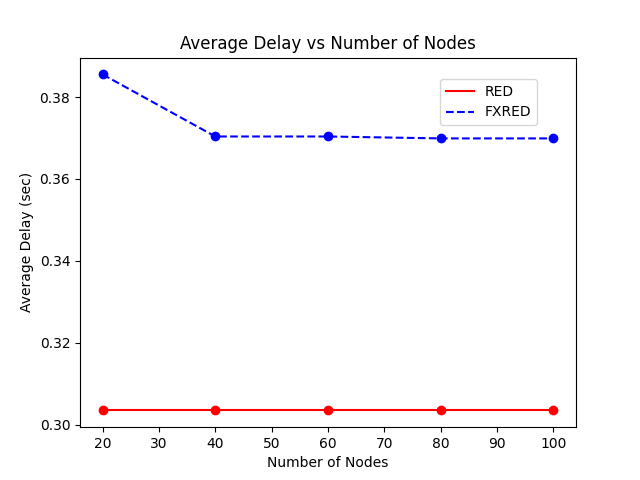 Average Delay vs Number of Nodes
RED
FXRED
0.38
0.36
0.34
0.32
0.30
Average Delay (sec)
20 30 40 50 60 70 80 90 100
Number of Nodes